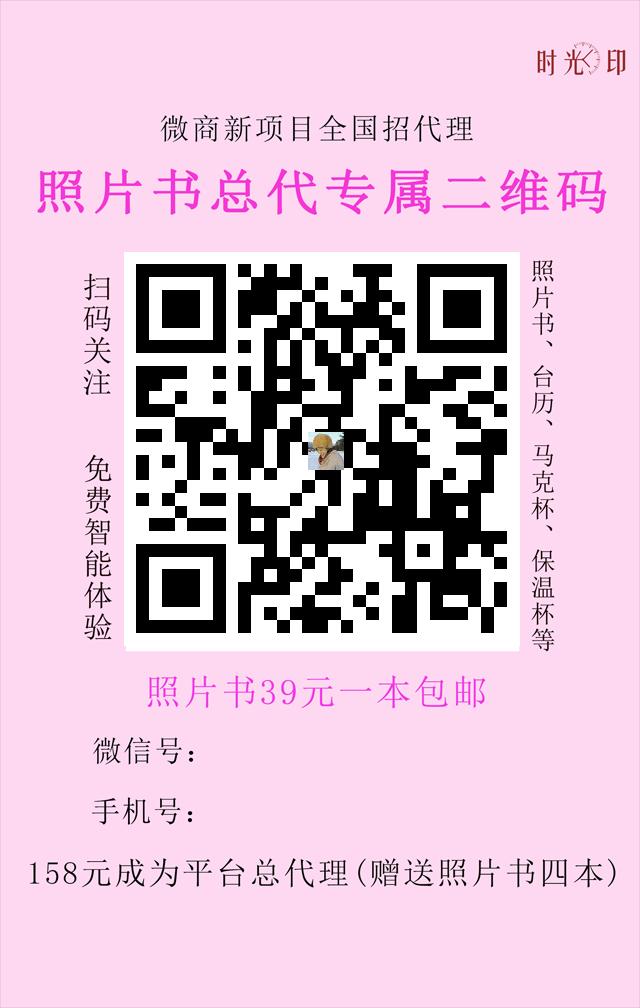 时光印
微商新项目全国招代理
照片书总代专属二维码
扫码关注 免费智能体验
照片书、台历、马克杯、保温杯等
照片书39元一本包邮
微信号：
手机号：
158元成为平台总代理(赠送照片书四本)